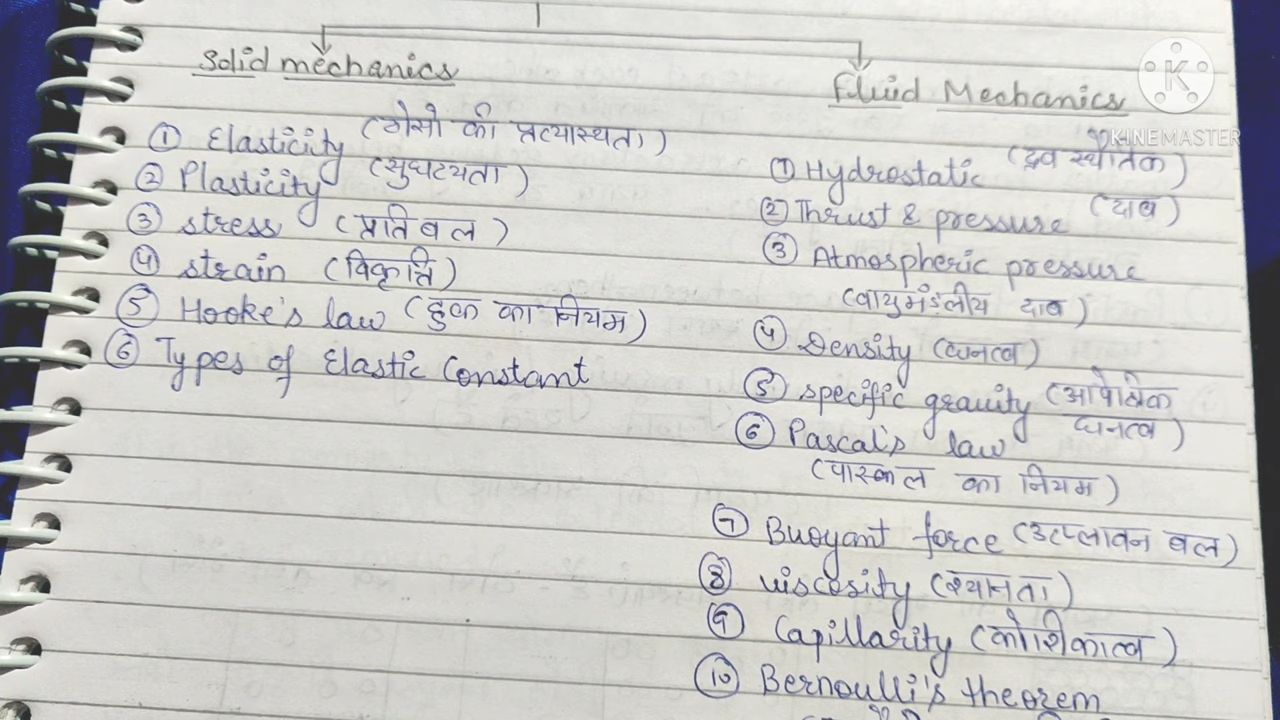 Solid mechanics
① Elasticity (गैसो की प्रत्यास्थता)
② Plasticity (सुघटयता)
③ stress (प्रतिबल)
④ strain (विकृत्ति)
⑤ Hooke's law (हुक का नियम)
⑥ Types of Elastic Constant
Fluid Mechanics
① Hydrostatic (द्रव स्थैतिक)
② Thrust & pressure (दाब)
③ Atmospheric pressure
(वायुमंडलीय दाब)
④ Density (घनत्व)
⑤ specific gravity (आपेक्षिक
घनत्व)
⑥ Pascal's law
(पास्कल का नियम)
⑦ Buoyant force (उत्प्लावन बल)
⑧ viscosity (श्यानता)
⑨ Capillarity (कोशिकात्व)
⑩ Bernoulli's theorem
K
KINEMASTER